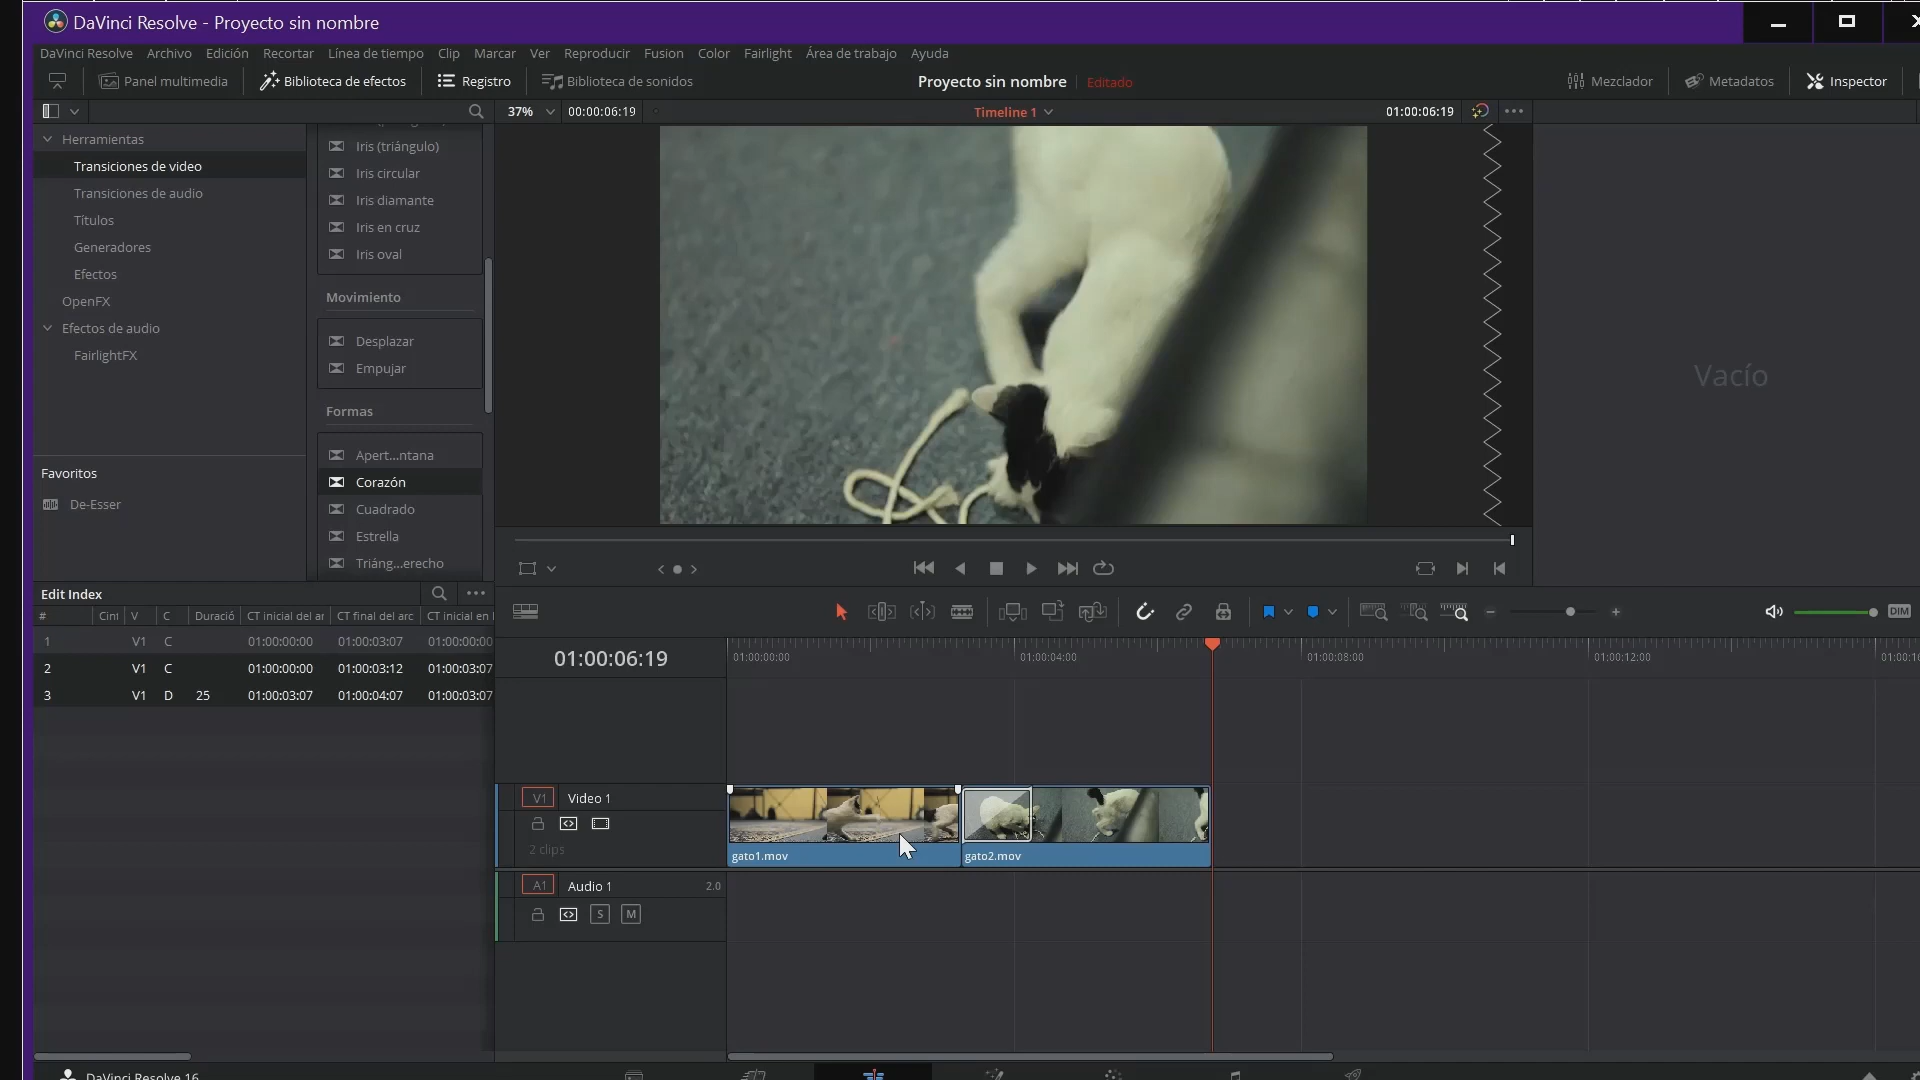 DaVinci Resolve - Proyecto sin nombre
DaVinci Resolve Archivo Edición Recortar Línea de tiempo Clip Marcar Ver Reproducir Fusion Color Fairlight Área de trabajo Ayuda
Panel multimedia Biblioteca de efectos Registro Biblioteca de sonidos Proyecto sin nombre Editado Mezclador Metadatos Inspector
37% 00:00:06:19 Timeline 1 01:00:06:19
Herramientas
Transiciones de video
Transiciones de audio
Títulos
Generadores
Efectos
OpenFX
Efectos de audio
FairlightFX
Favoritos
De-Esser
Iris (triángulo)
Iris circular
Iris diamante
Iris en cruz
Iris oval
Movimiento
Desplazar
Empujar
Formas
Apert...ntana
Corazón
Cuadrado
Estrella
Triáng...erecho
Vacío
Edit Index
# Cint V C Duració CT inicial del ar CT final del arc CT inicial en l
1 V1 C 01:00:00:00 01:00:03:07 01:00:00:00
2 V1 C 01:00:00:00 01:00:03:12 01:00:03:07
3 V1 D 25 01:00:03:07 01:00:04:07 01:00:03:07
DIM
01:00:06:19
01:00:00:00 01:00:04:00 01:00:08:00 01:00:12:00 01:00:16
V1 Video 1
2 clips
gato1.mov gato2.mov
A1 Audio 1 2.0
S M
DaVinci Resolve 16